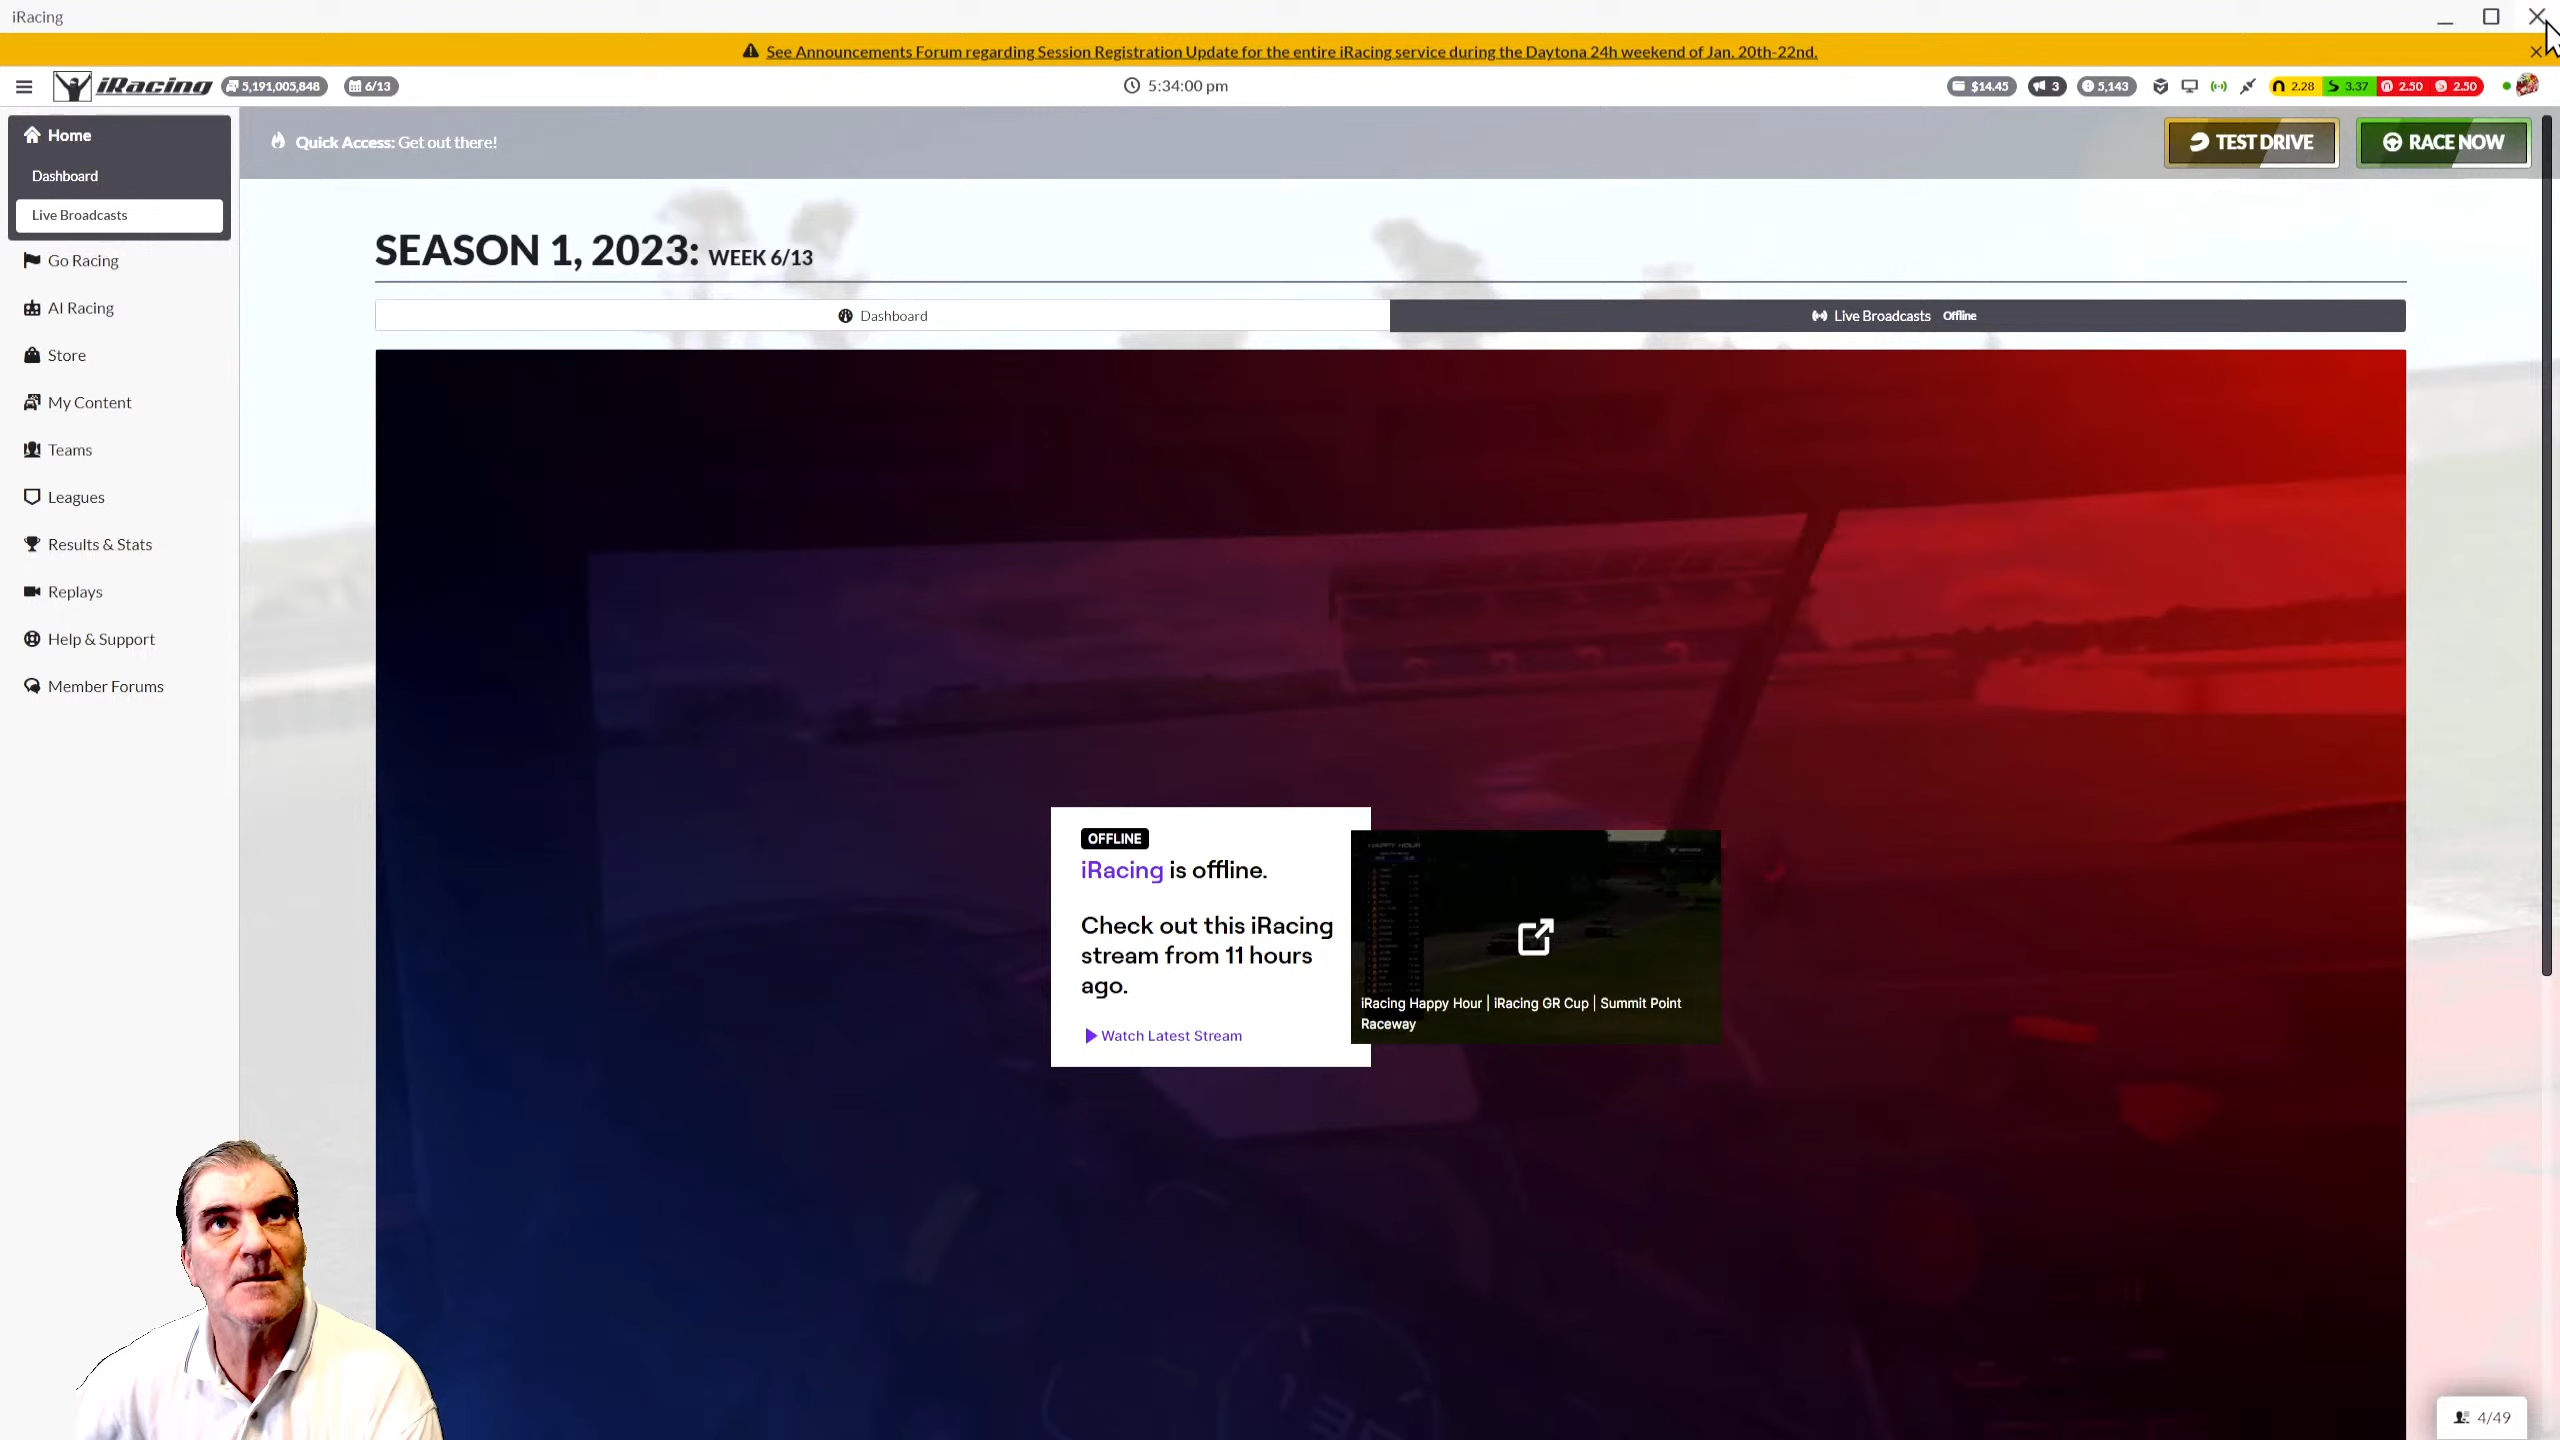 iRacing
See Announcements Forum regarding Session Registration Update for the entire iRacing service during the Daytona 24h weekend of Jan. 20th-22nd.
iRacing 5,191,005,848 6/13 5:34:00 pm $14.45 3 5,143 2.28 3.37 2.50 2.50
Home
Dashboard
Live Broadcasts
Go Racing
AI Racing
Store
My Content
Teams
Leagues
Results & Stats
Replays
Help & Support
Member Forums
Quick Access: Get out there!
TEST DRIVE
RACE NOW
SEASON 1, 2023: WEEK 6/13
Dashboard
Live Broadcasts Offline
OFFLINE
iRacing is offline.
Check out this iRacing
stream from 11 hours
ago.
Watch Latest Stream
HAPPY HOUR
iRacing Happy Hour | iRacing GR Cup | Summit Point
Raceway
4/49